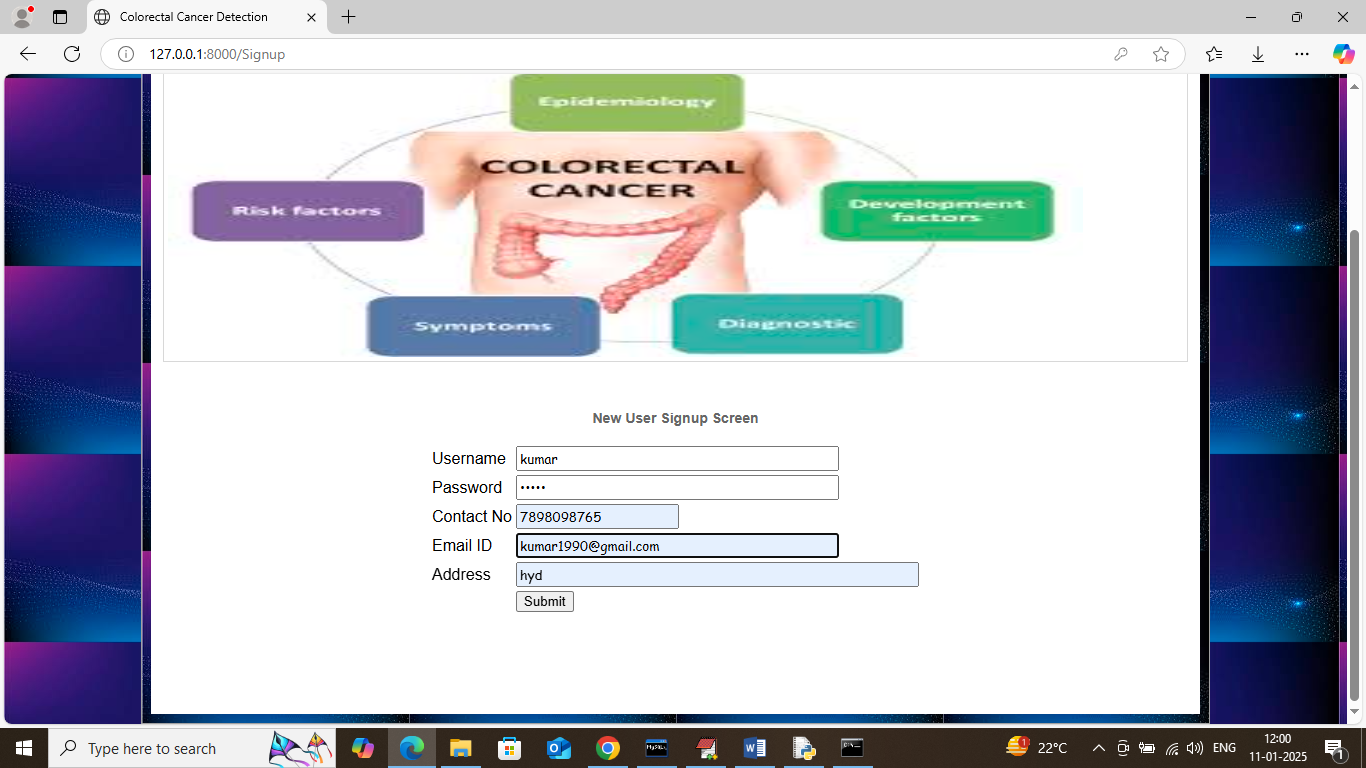 Colorectal Cancer Detection
127.0.0.1:8000/Signup
Epidemiology
COLORECTAL
CANCER
Risk factors
Development
factors
Symptoms
Diagnostic
New User Signup Screen
Username kumar
Password •••••
Contact No 7898098765
Email ID kumar1990@gmail.com
Address hyd
Submit
Type here to search
1
22°C
ENG
12:00
11-01-2025
1